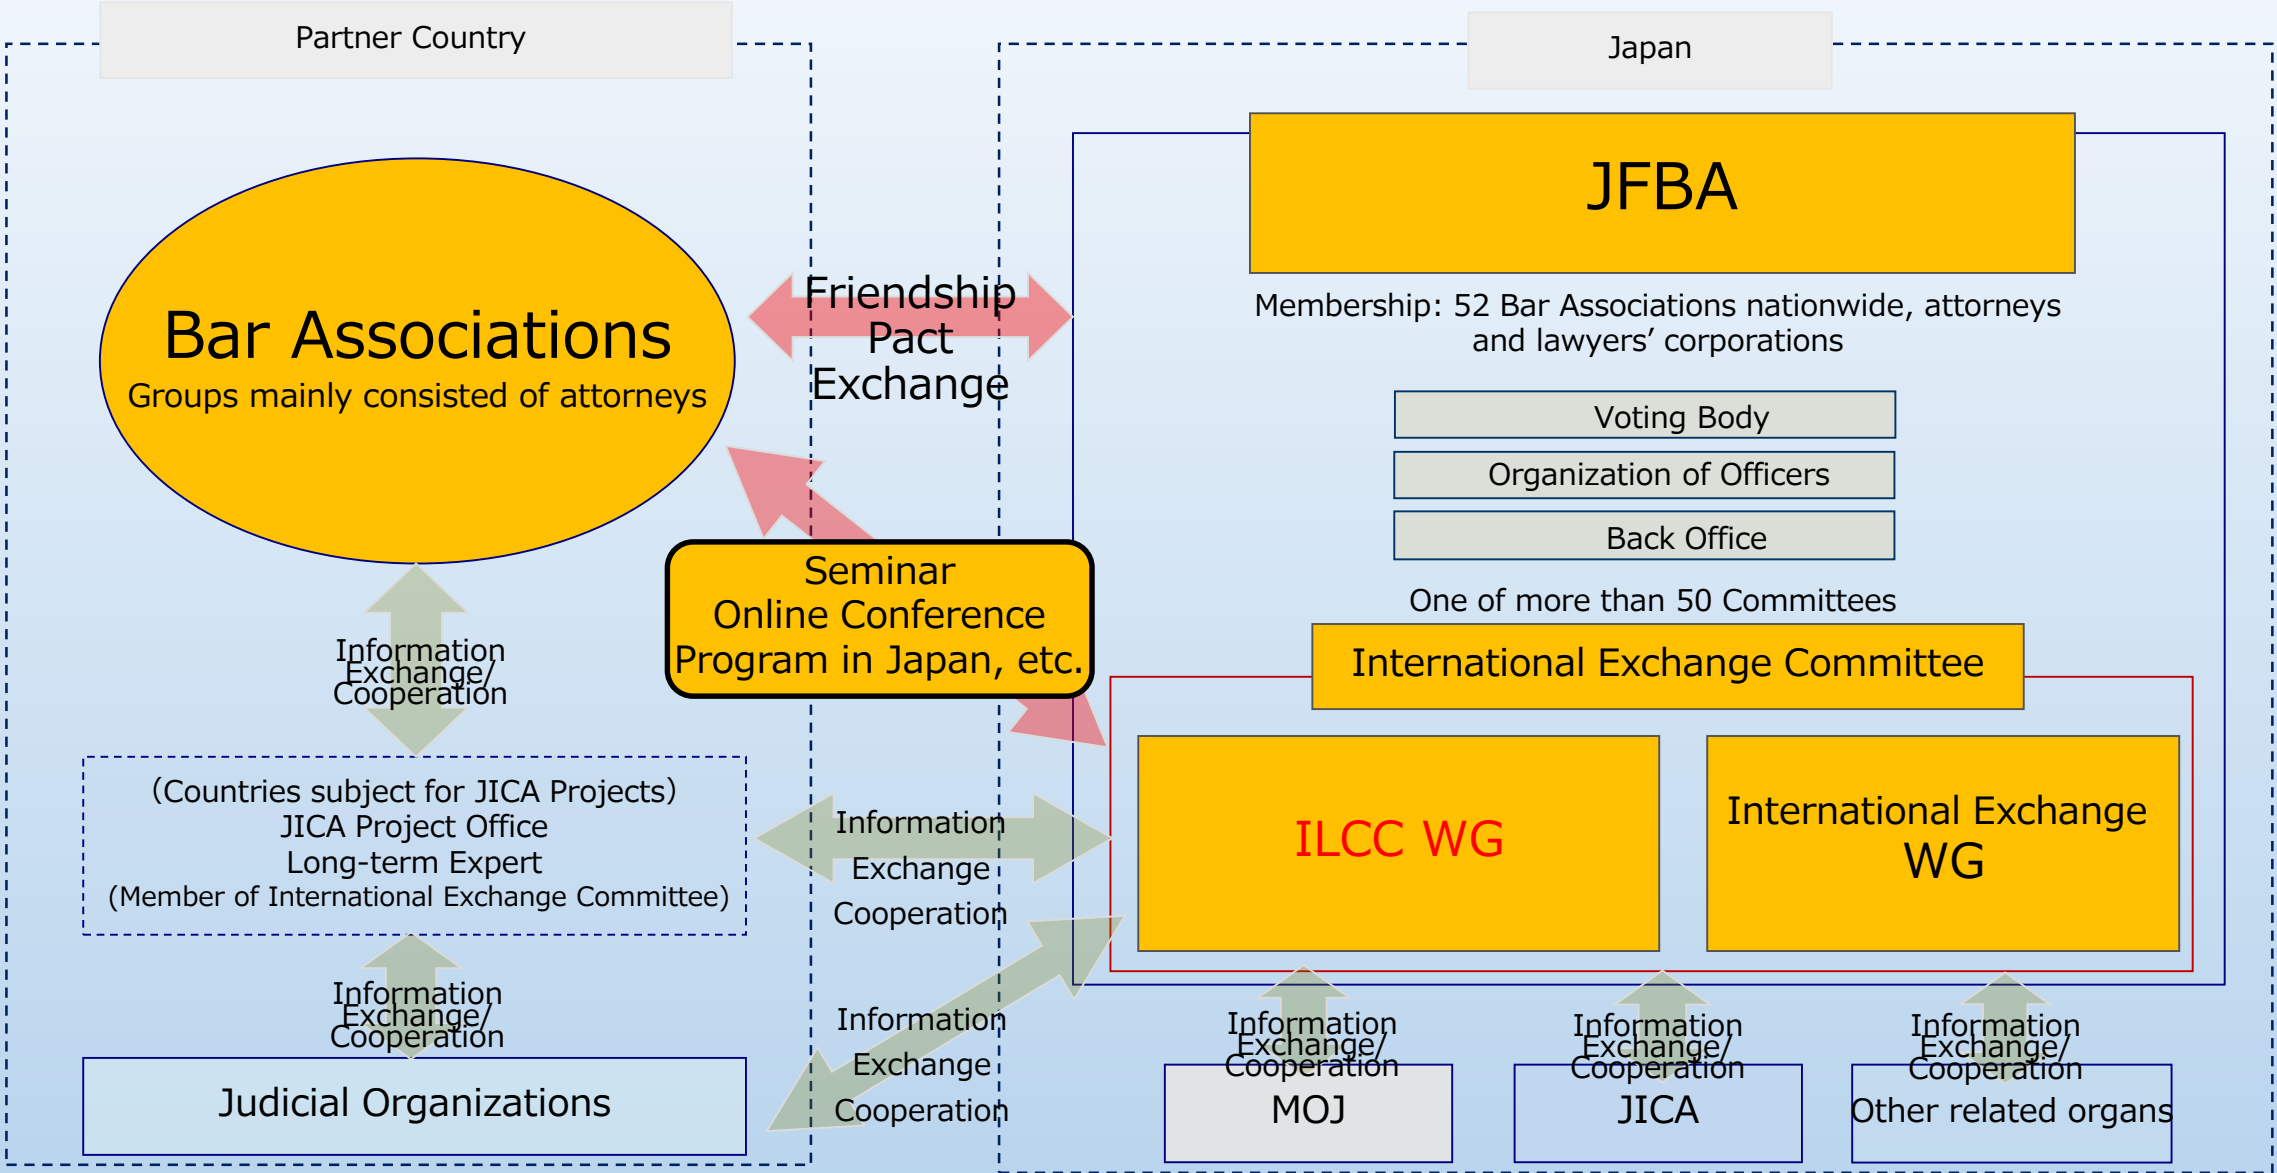 Partner Country
Bar Associations
Groups mainly consisted of attorneys
Information
Exchange/
Cooperation
(Countries subject for JICA Projects)
JICA Project Office
Long-term Expert
(Member of International Exchange Committee)
Information
Exchange/
Cooperation
Judicial Organizations
Friendship
Pact
Exchange
Seminar
Online Conference
Program in Japan, etc.
Information
Exchange
Cooperation
Information
Exchange
Cooperation
Japan
JFBA
Membership: 52 Bar Associations nationwide, attorneys
and lawyers’ corporations
Voting Body
Organization of Officers
Back Office
One of more than 50 Committees
International Exchange Committee
ILCC WG
International Exchange
WG
Information
Exchange/
Cooperation
MOJ
Information
Exchange/
Cooperation
JICA
Information
Exchange/
Cooperation
Other related organs